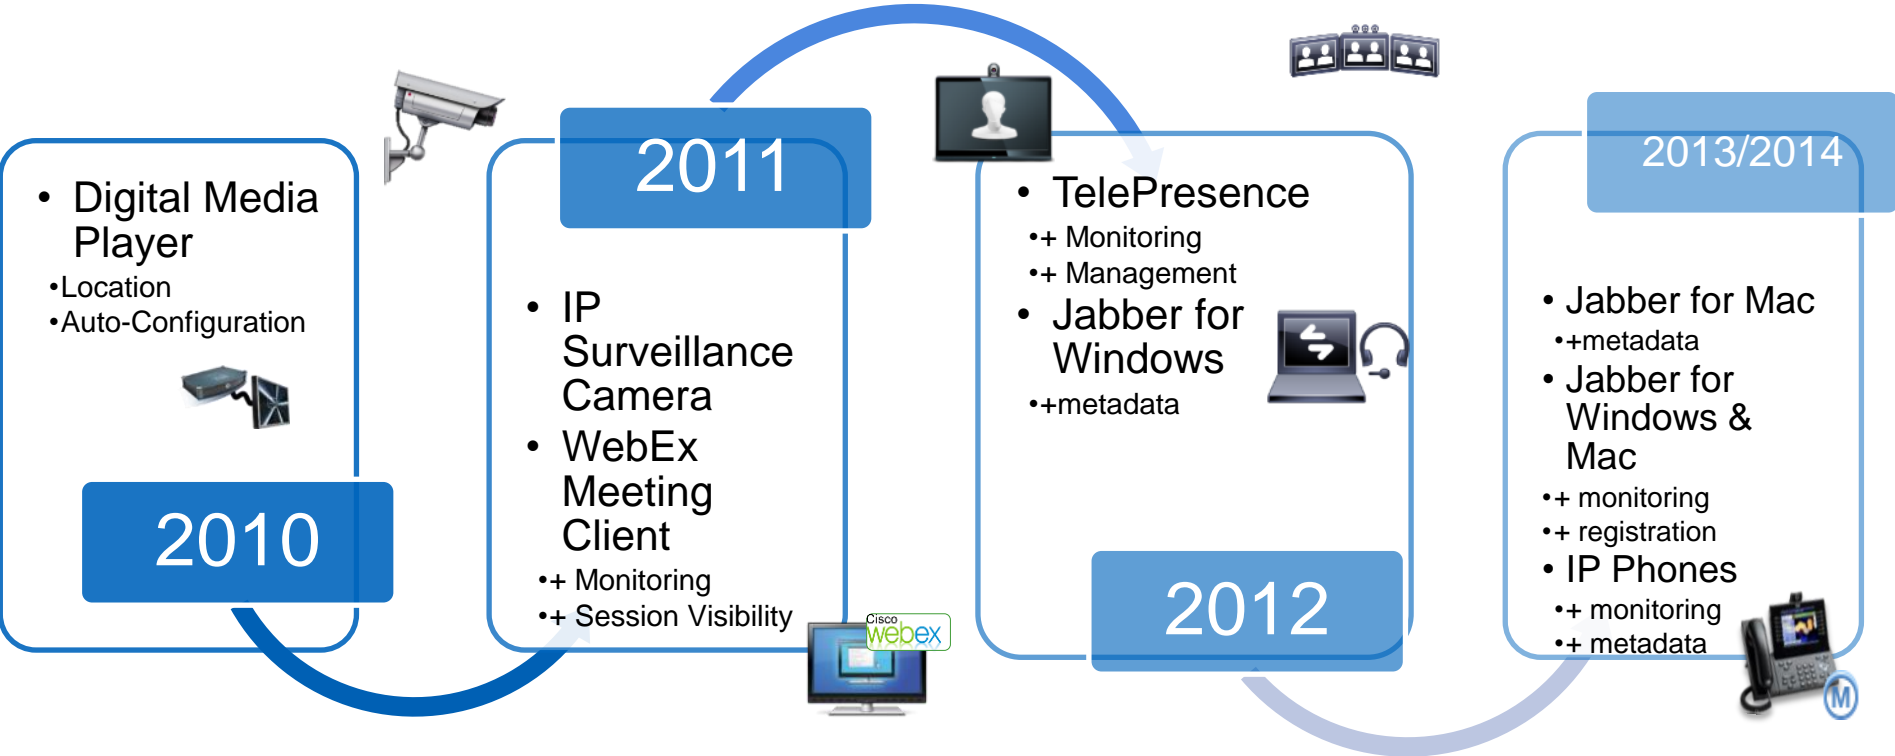 • Digital Media
Player
•Location
•Auto-Configuration
2010
2011
• IP
Surveillance
Camera
• WebEx
Meeting
Client
•+ Monitoring
•+ Session Visibility
Cisco
webex
• TelePresence
•+ Monitoring
•+ Management
• Jabber for
Windows
•+metadata
2012
2013/2014
• Jabber for Mac
•+metadata
• Jabber for
Windows &
Mac
•+ monitoring
•+ registration
• IP Phones
•+ monitoring
•+ metadata
M